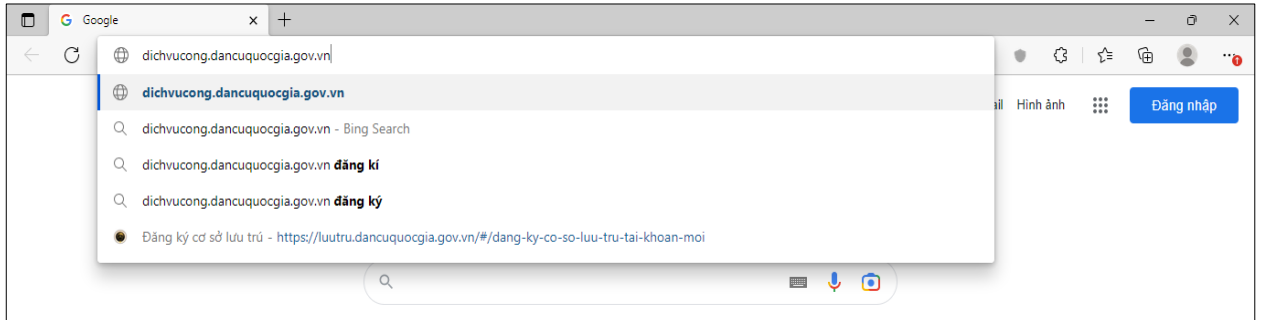 Google
dichvucong.dancuquocgia.gov.vn
dichvucong.dancuquocgia.gov.vn
dichvucong.dancuquocgia.gov.vn - Bing Search
dichvucong.dancuquocgia.gov.vn đăng kí
dichvucong.dancuquocgia.gov.vn đăng ký
Đăng ký cơ sở lưu trú - https://luutru.dancuquocgia.gov.vn/#/dang-ky-co-so-luu-tru-tai-khoan-moi
ail Hình ảnh Đăng nhập